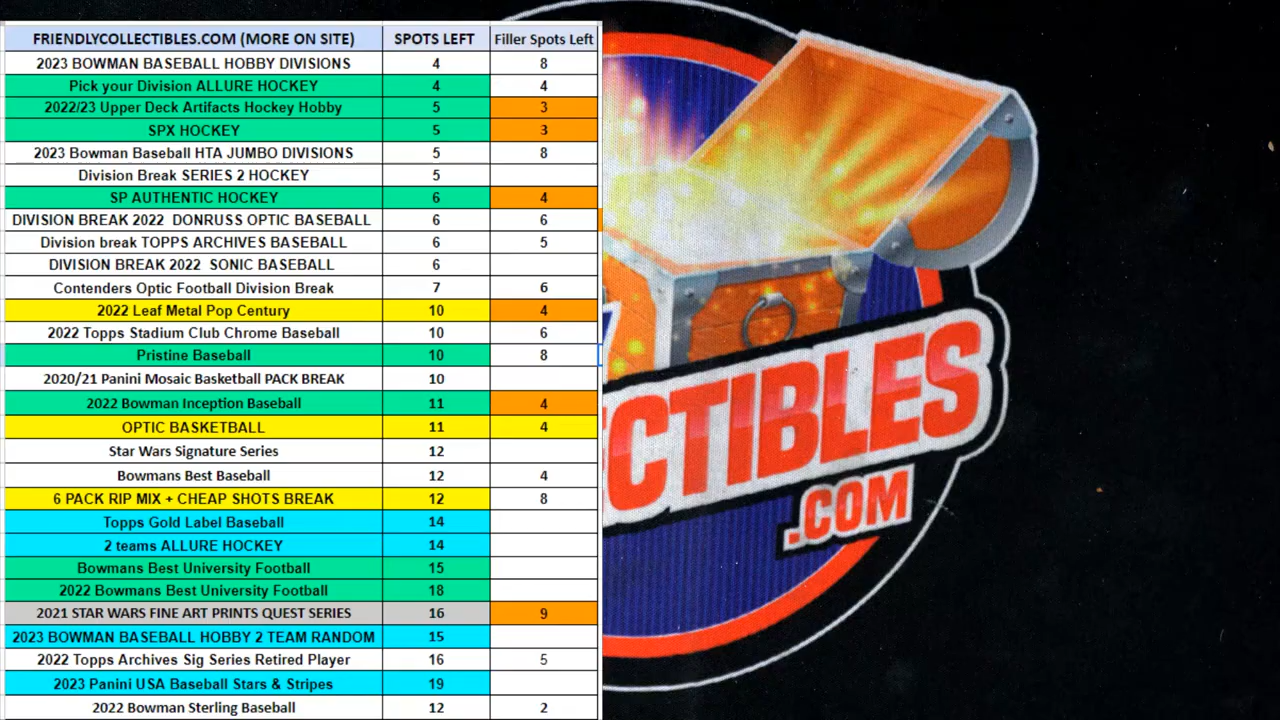 FRIENDLYCOLLECTIBLES.COM (MORE ON SITE) SPOTS LEFT Filler Spots Left
2023 BOWMAN BASEBALL HOBBY DIVISIONS 4 8
Pick your Division ALLURE HOCKEY 4 4
2022/23 Upper Deck Artifacts Hockey Hobby 5 3
SPX HOCKEY 5 3
2023 Bowman Baseball HTA JUMBO DIVISIONS 5 8
Division Break SERIES 2 HOCKEY 5
SP AUTHENTIC HOCKEY 6 4
DIVISION BREAK 2022 DONRUSS OPTIC BASEBALL 6 6
Division break TOPPS ARCHIVES BASEBALL 6 5
DIVISION BREAK 2022 SONIC BASEBALL 6
Contenders Optic Football Division Break 7 6
2022 Leaf Metal Pop Century 10 4
2022 Topps Stadium Club Chrome Baseball 10 6
Pristine Baseball 10 8
2020/21 Panini Mosaic Basketball PACK BREAK 10
2022 Bowman Inception Baseball 11 4
OPTIC BASKETBALL 11 4
Star Wars Signature Series 12
Bowmans Best Baseball 12 4
6 PACK RIP MIX + CHEAP SHOTS BREAK 12 8
Topps Gold Label Baseball 14
2 teams ALLURE HOCKEY 14
Bowmans Best University Football 15
2022 Bowmans Best University Football 18
2021 STAR WARS FINE ART PRINTS QUEST SERIES 16 9
2023 BOWMAN BASEBALL HOBBY 2 TEAM RANDOM 15
2022 Topps Archives Sig Series Retired Player 16 5
2023 Panini USA Baseball Stars & Stripes 19
2022 Bowman Sterling Baseball 12 2
CTIBLES
.COM